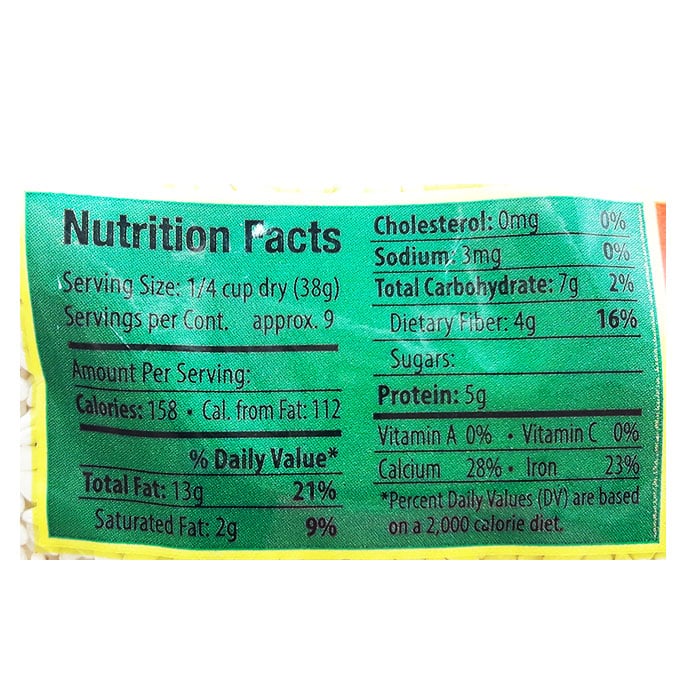 Nutrition Facts
Serving Size: 1/4 cup dry (38g)
Servings per Cont. approx. 9
Amount Per Serving:
Calories: 158 • Cal. from Fat: 112
% Daily Value*
Total Fat: 13g 21%
Saturated Fat: 2g 9%
Cholesterol: 0mg 0%
Sodium: 3mg 0%
Total Carbohydrate: 7g 2%
Dietary Fiber: 4g 16%
Sugars:
Protein: 5g
Vitamin A 0% • Vitamin C 0%
Calcium 28% • Iron 23%
*Percent Daily Values (DV) are based
on a 2,000 calorie diet.